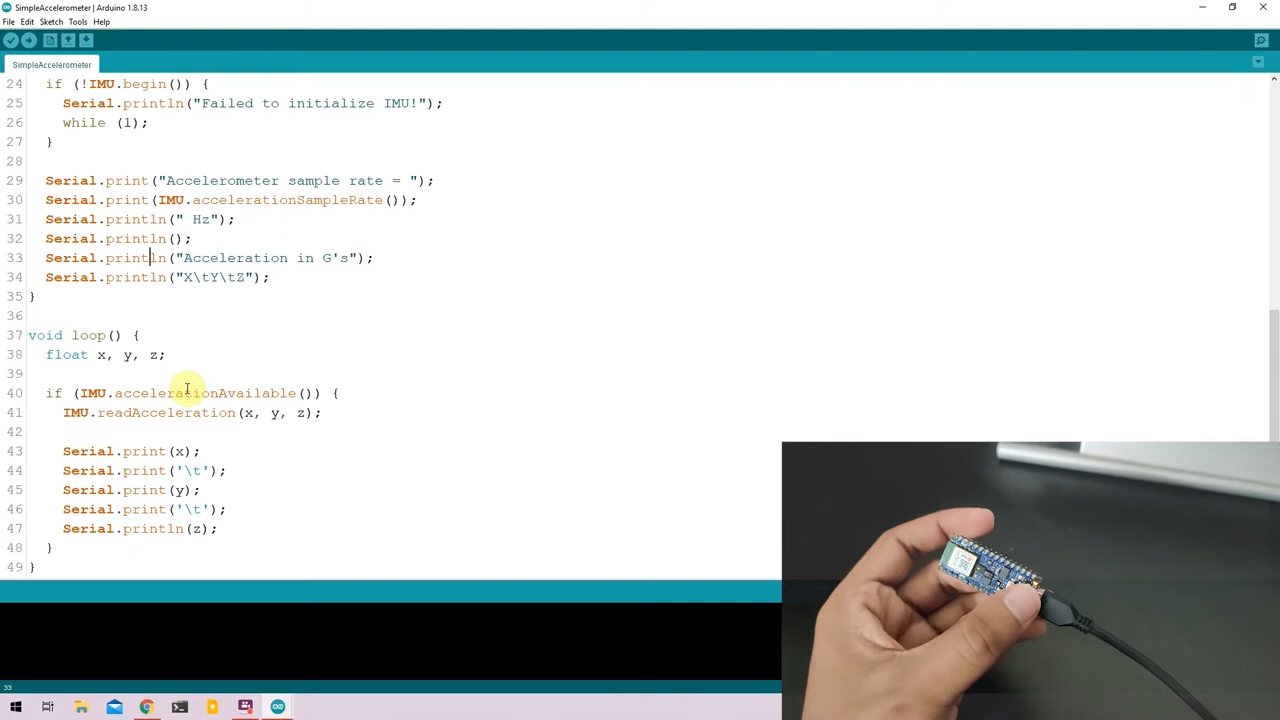 SimpleAccelerometer | Arduino 1.8.13
File Edit Sketch Tools Help
SimpleAccelerometer
24 if (!IMU.begin()) {
25 Serial.println("Failed to initialize IMU!");
26 while (1);
27 }
28
29 Serial.print("Accelerometer sample rate = ");
30 Serial.print(IMU.accelerationSampleRate());
31 Serial.println(" Hz");
32 Serial.println();
33 Serial.println("Acceleration in G's");
34 Serial.println("X\tY\tZ");
35 }
36
37 void loop() {
38 float x, y, z;
39
40 if (IMU.accelerationAvailable()) {
41 IMU.readAcceleration(x, y, z);
42
43 Serial.print(x);
44 Serial.print('\t');
45 Serial.print(y);
46 Serial.print('\t');
47 Serial.println(z);
48 }
49 }
33